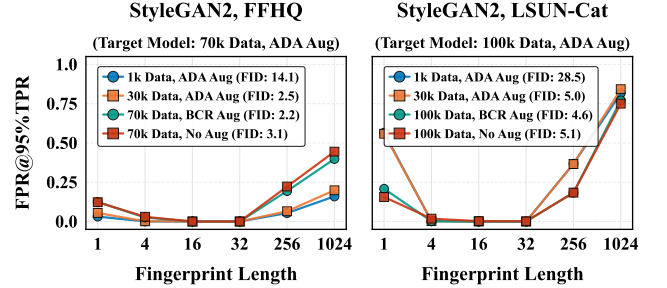 StyleGAN2, FFHQ
(Target Model: 70k Data, ADA Aug)
FPR@95%TPR
1.0
0.75
0.50
0.25
0.0
1k Data, ADA Aug (FID: 14.1)
30k Data, ADA Aug (FID: 2.5)
70k Data, BCR Aug (FID: 2.2)
70k Data, No Aug (FID: 3.1)
1 4 16 32 256 1024
Fingerprint Length
StyleGAN2, LSUN-Cat
(Target Model: 100k Data, ADA Aug)
1k Data, ADA Aug (FID: 28.5)
30k Data, ADA Aug (FID: 5.0)
100k Data, BCR Aug (FID: 4.6)
100k Data, No Aug (FID: 5.1)
1 4 16 32 256 1024
Fingerprint Length